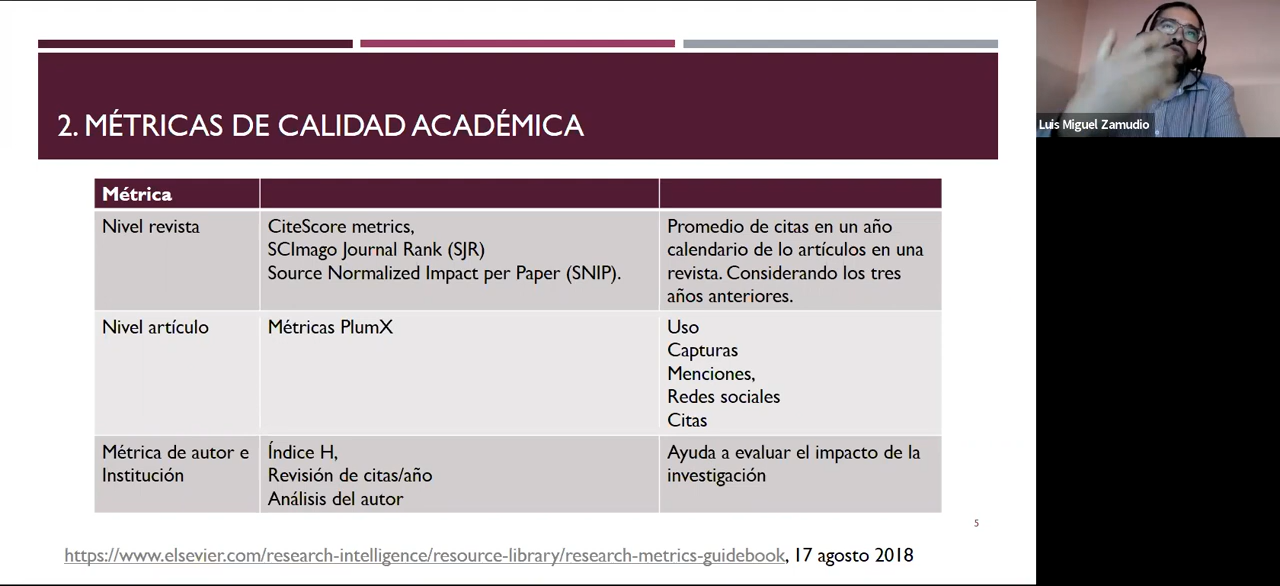 2. MÉTRICAS DE CALIDAD ACADÉMICA
Luis Miguel Zamudio
Métrica
Nivel revista
CiteScore metrics,
SCImago Journal Rank (SJR)
Source Normalized Impact per Paper (SNIP).
Promedio de citas en un año
calendario de lo artículos en una
revista. Considerando los tres
años anteriores.
Nivel artículo
Métricas PlumX
Uso
Capturas
Menciones,
Redes sociales
Citas
Métrica de autor e
Institución
Índice H,
Revisión de citas/año
Análisis del autor
Ayuda a evaluar el impacto de la
investigación
5
https://www.elsevier.com/research-intelligence/resource-library/research-metrics-guidebook, 17 agosto 2018